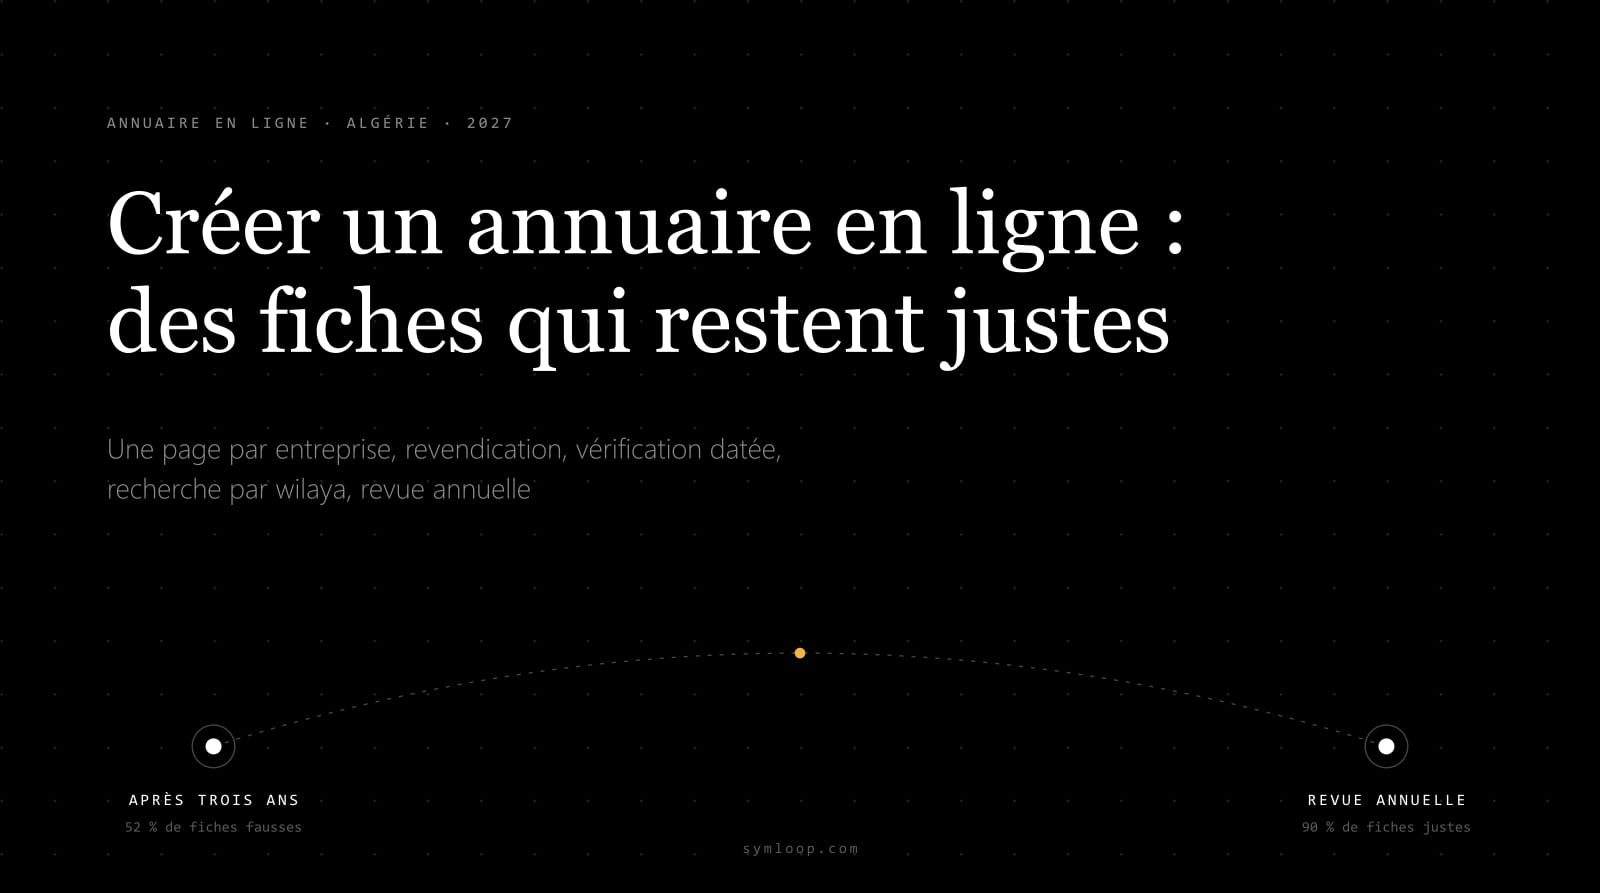 ANNUAIRE EN LIGNE · ALGÉRIE · 2027
Créer un annuaire en ligne :
des fiches qui restent justes
Une page par entreprise, revendication, vérification datée,
recherche par wilaya, revue annuelle
APRÈS TROIS ANS
52 % de fiches fausses
REVUE ANNUELLE
90 % de fiches justes
symloop.com